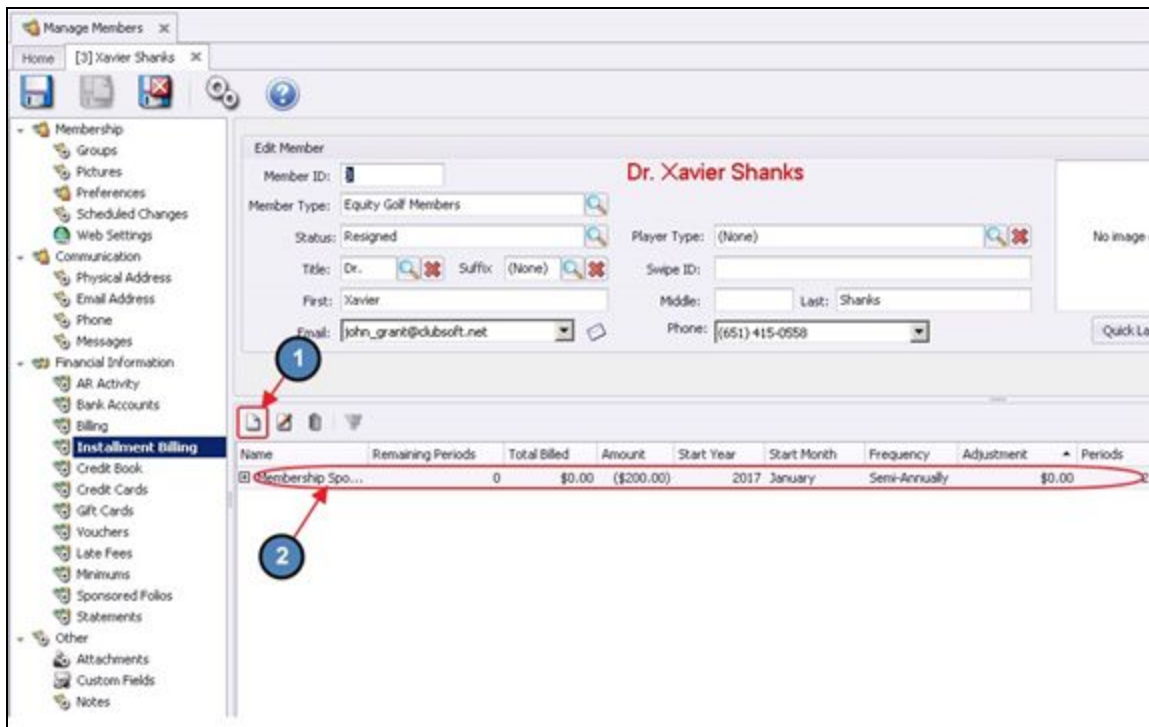 Manage Members
Home [3] Xavier Shanks
Membership
Groups
Pictures
Preferences
Scheduled Changes
Web Settings
Communication
Physical Address
Email Address
Phone
Messages
Financial Information
AR Activity
Bank Accounts
Billing
Installment Billing
Credit Book
Credit Cards
Gift Cards
Vouchers
Late Fees
Minimums
Sponsored Folios
Statements
Other
Attachments
Custom Fields
Notes
Edit Member
Dr. Xavier Shanks
Member ID: 3
Member Type: Equity Golf Members
Status: Resigned Player Type: (None) No image
Title: Dr. Suffix (None) Swipe ID:
First: Xavier Middle: Last: Shanks
Email: john_grant@clubsoft.net Phone: (651) 415-0558 Quick La
1
Name Remaining Periods Total Billed Amount Start Year Start Month Frequency Adjustment Periods
Membership Spo... 0 $0.00 ($200.00) 2017 January Semi-Annually $0.00 2
2